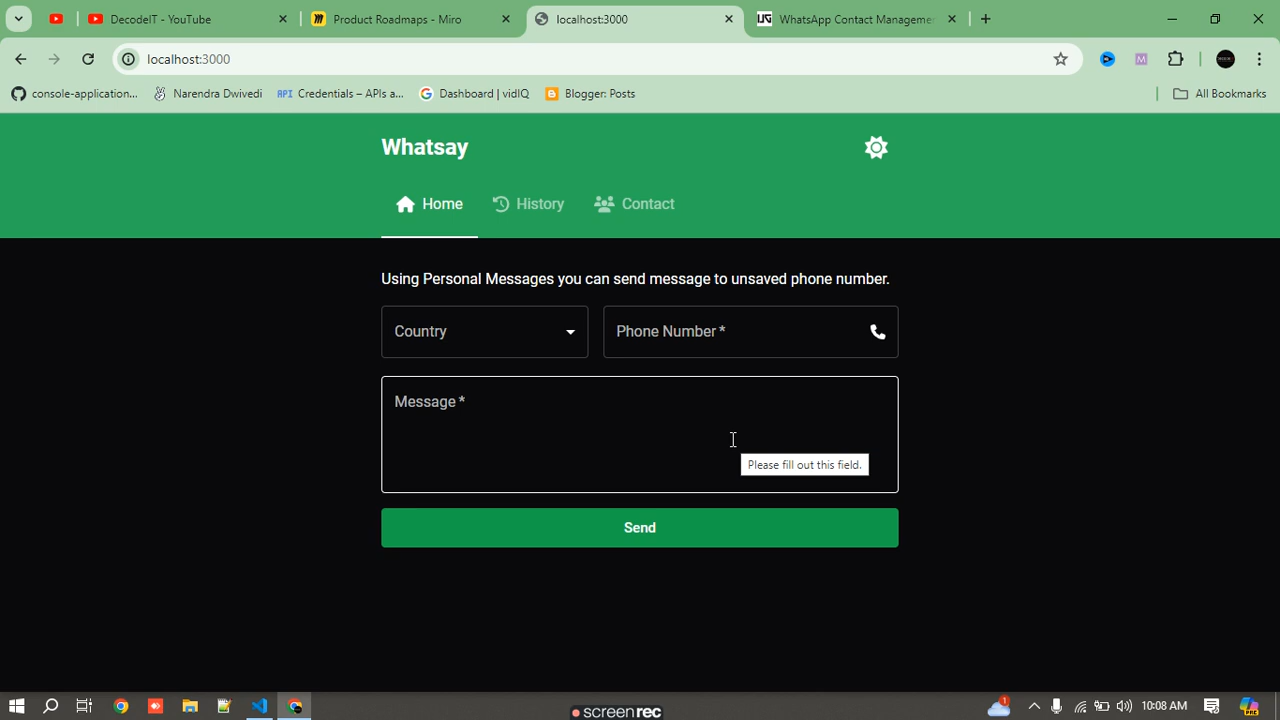 DecodeIT - YouTube
Product Roadmaps - Miro
localhost:3000
WhatsApp Contact Manageme
localhost:3000
console-application...
Narendra Dwivedi
API Credentials – APIs a...
Dashboard | vidIQ
Blogger: Posts
All Bookmarks
Whatsay
Home
History
Contact
Using Personal Messages you can send message to unsaved phone number.
Country
Phone Number *
Message *
Please fill out this field.
Send
1
10:08 AM
PRE
screenrec